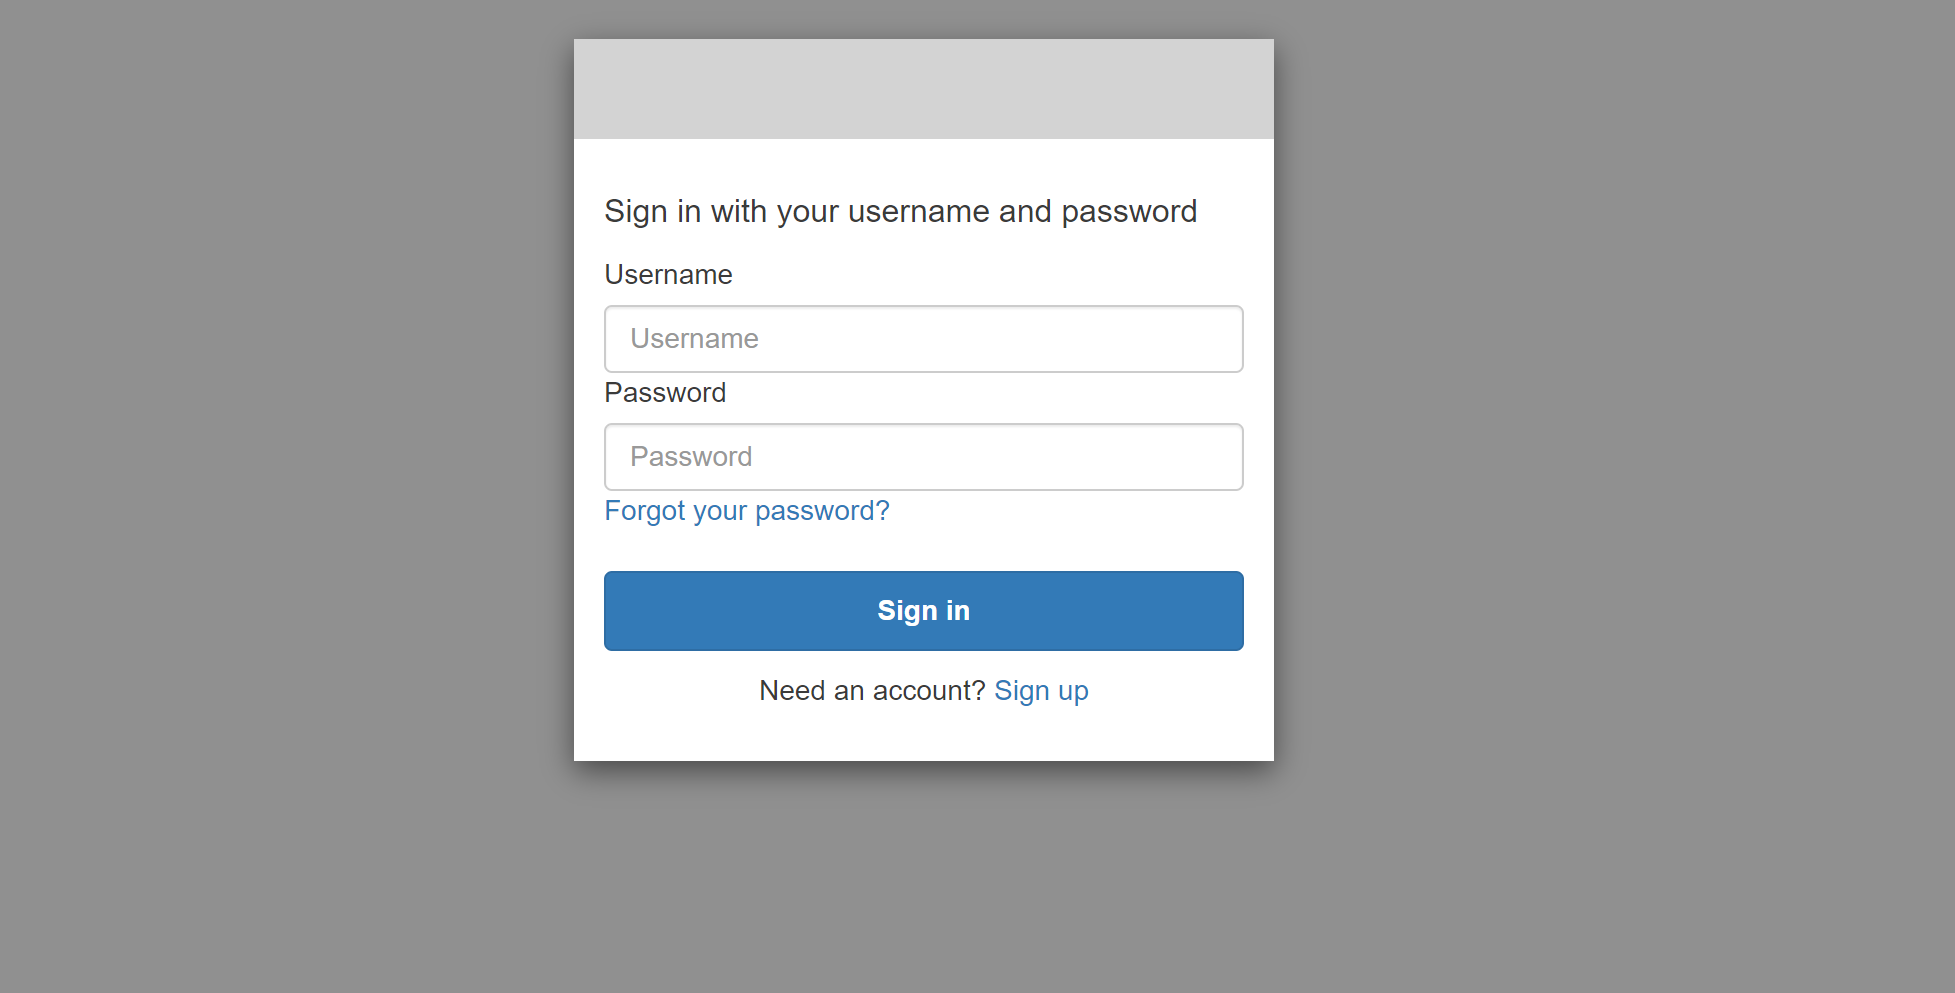 Sign in with your username and password
Username
Username
Password
Password
Forgot your password?
Sign in
Need an account? Sign up